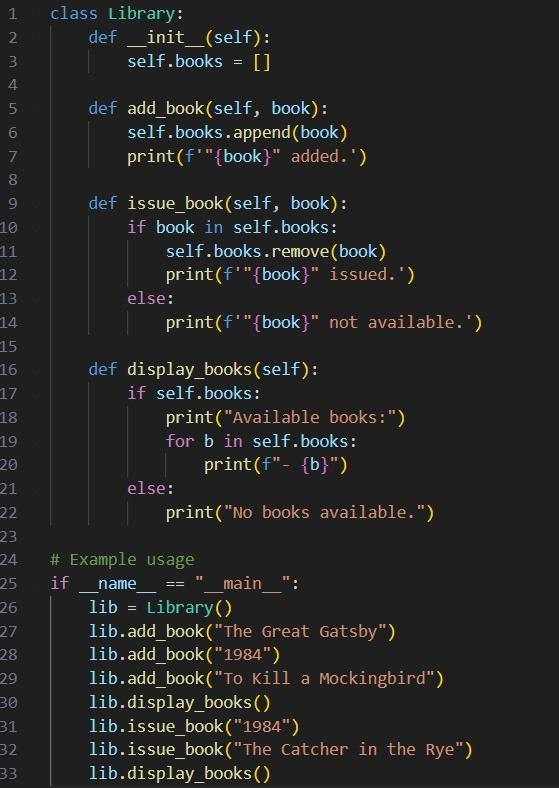 1 class Library:
2     def __init__(self):
3         self.books = []
4
5     def add_book(self, book):
6         self.books.append(book)
7         print(f'"{book}" added.')
8
9     def issue_book(self, book):
10         if book in self.books:
11             self.books.remove(book)
12             print(f'"{book}" issued.')
13         else:
14             print(f'"{book}" not available.')
15
16     def display_books(self):
17         if self.books:
18             print("Available books:")
19             for b in self.books:
20                 print(f"- {b}")
21         else:
22             print("No books available.")
23
24 # Example usage
25 if __name__ == "__main__":
26     lib = Library()
27     lib.add_book("The Great Gatsby")
28     lib.add_book("1984")
29     lib.add_book("To Kill a Mockingbird")
30     lib.display_books()
31     lib.issue_book("1984")
32     lib.issue_book("The Catcher in the Rye")
33     lib.display_books()